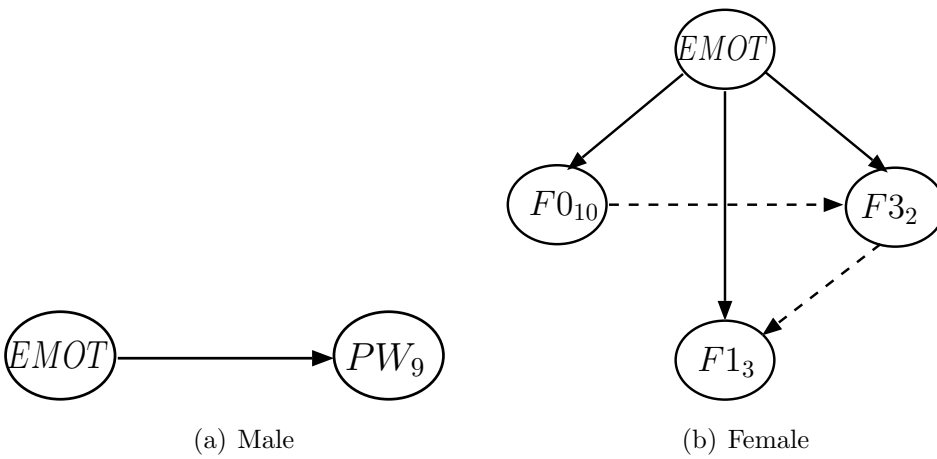 EMOT
PW₉
(a) Male
EMOT
F0₁₀
F3₂
F1₃
(b) Female